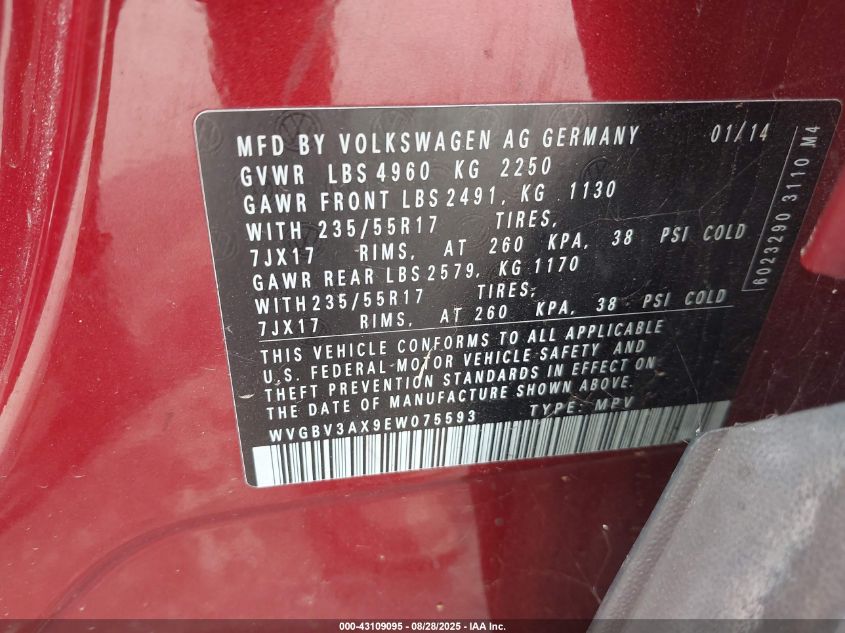 MFD BY VOLKSWAGEN AG GERMANY 01/14
GVWR LBS 4960 KG 2250
GAWR FRONT LBS 2491, KG 1130
WITH 235/55R17 TIRES,
7JX17 RIMS, AT 260 KPA, 38 PSI COLD
GAWR REAR LBS 2579, KG 1170
WITH 235/55R17 TIRES,
7JX17 RIMS, AT 260 KPA, 38 PSI COLD
THIS VEHICLE CONFORMS TO ALL APPLICABLE
U.S. FEDERAL MOTOR VEHICLE SAFETY AND
THEFT PREVENTION STANDARDS IN EFFECT ON
THE DATE OF MANUFACTURE SHOWN ABOVE.
WVGBV3AX9EW075593 TYPE: MPV
6023290 3110 M4
000-43109095 - 08/28/2025 - IAA Inc.